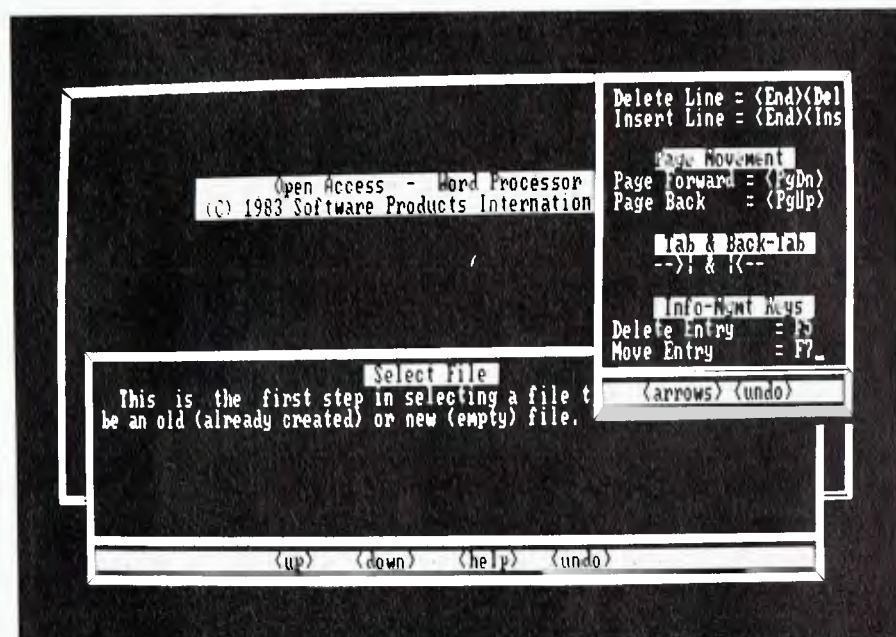 Open Access - Word Processor
(C) 1983 Software Products Internation
Delete Line = <End><Del
Insert Line = <End><Ins
Page Movement
Page Forward = <PgDn>
Page Back = <PgUp>
Tab & Back-Tab
-->¦ & ¦<--
Info-Mgmt Keys
Delete Entry = F5
Move Entry = F7_
<arrows> <undo>
Select File
This is the first step in selecting a file t
be an old (already created) or new (empty) file.
<up> <down> <help> <undo>